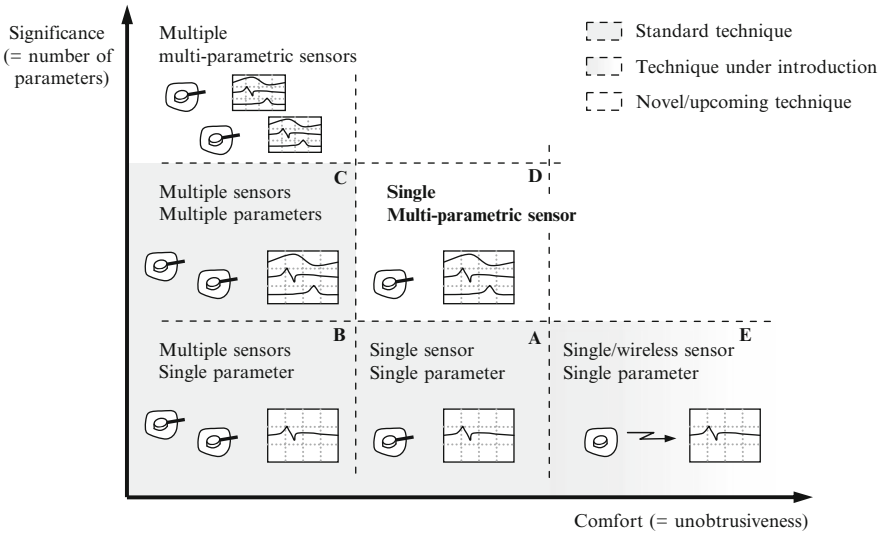 Significance
(= number of
parameters)
Multiple
multi-parametric sensors
Standard technique
Technique under introduction
Novel/upcoming technique
C
Multiple sensors
Multiple parameters
D
Single
Multi-parametric sensor
B
Multiple sensors
Single parameter
A
Single sensor
Single parameter
E
Single/wireless sensor
Single parameter
Comfort (= unobtrusiveness)